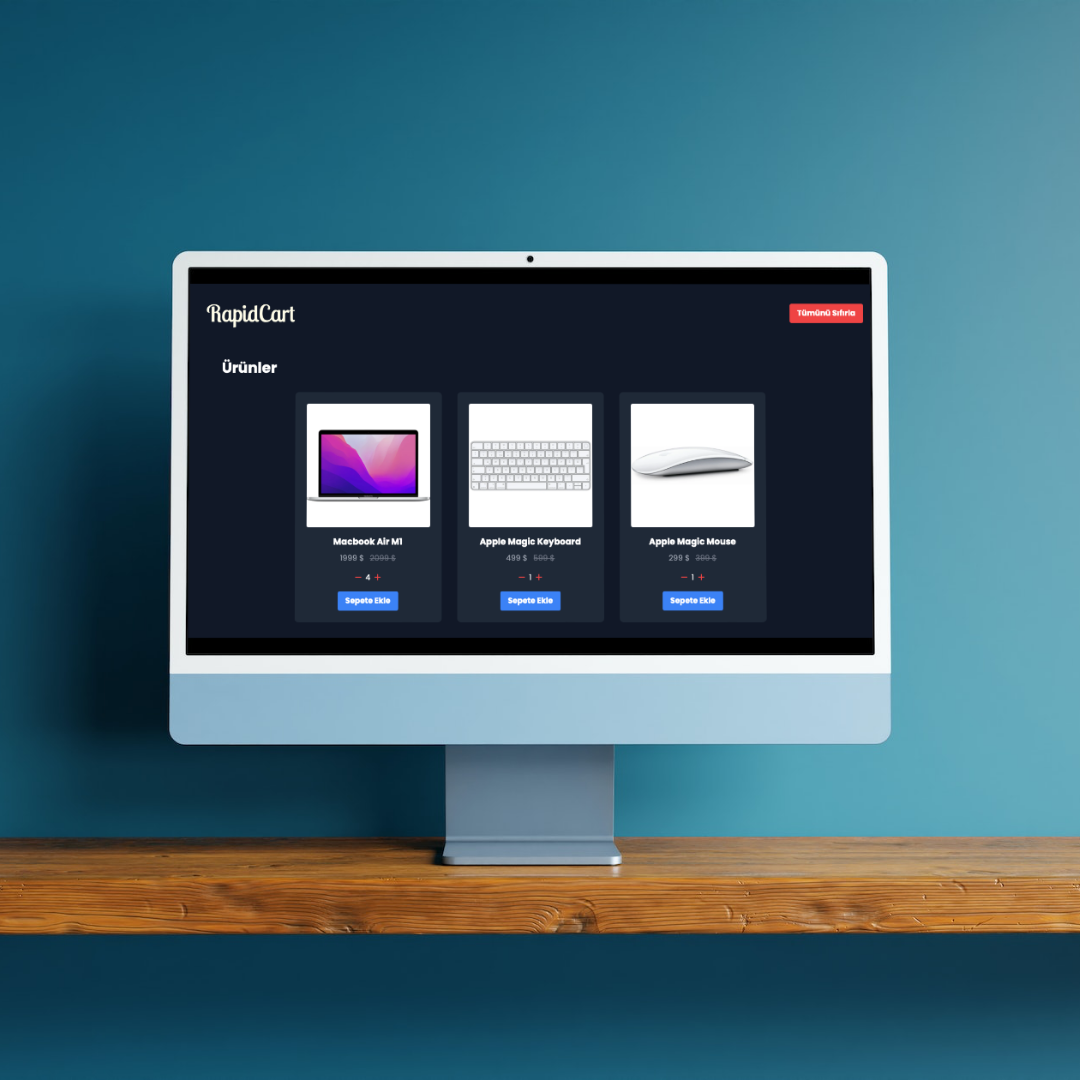 RapidCart
Tümünü Sıfırla
Ürünler
Macbook Air M1
1999 $ 2099 $
— 4 +
Sepete Ekle
Apple Magic Keyboard
499 $ 599 $
— 1 +
Sepete Ekle
Apple Magic Mouse
299 $ 399 $
— 1 +
Sepete Ekle